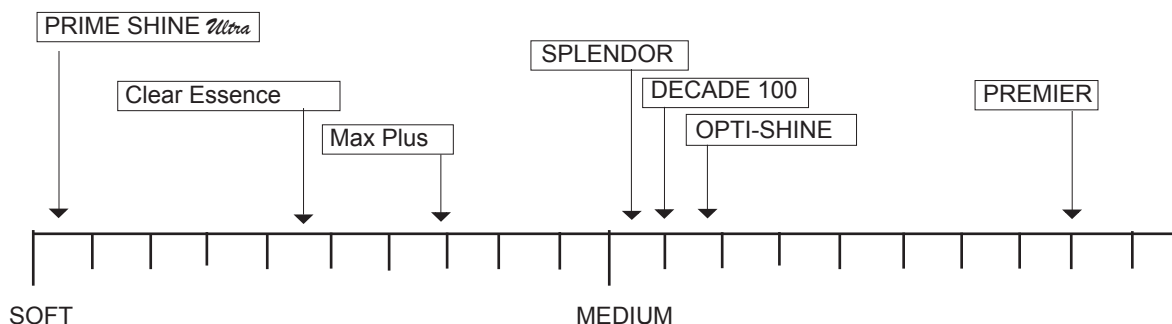 PRIME SHINE Ultra
SPLENDOR
Clear Essence
DECADE 100
PREMIER
Max Plus
OPTI-SHINE
SOFT
MEDIUM